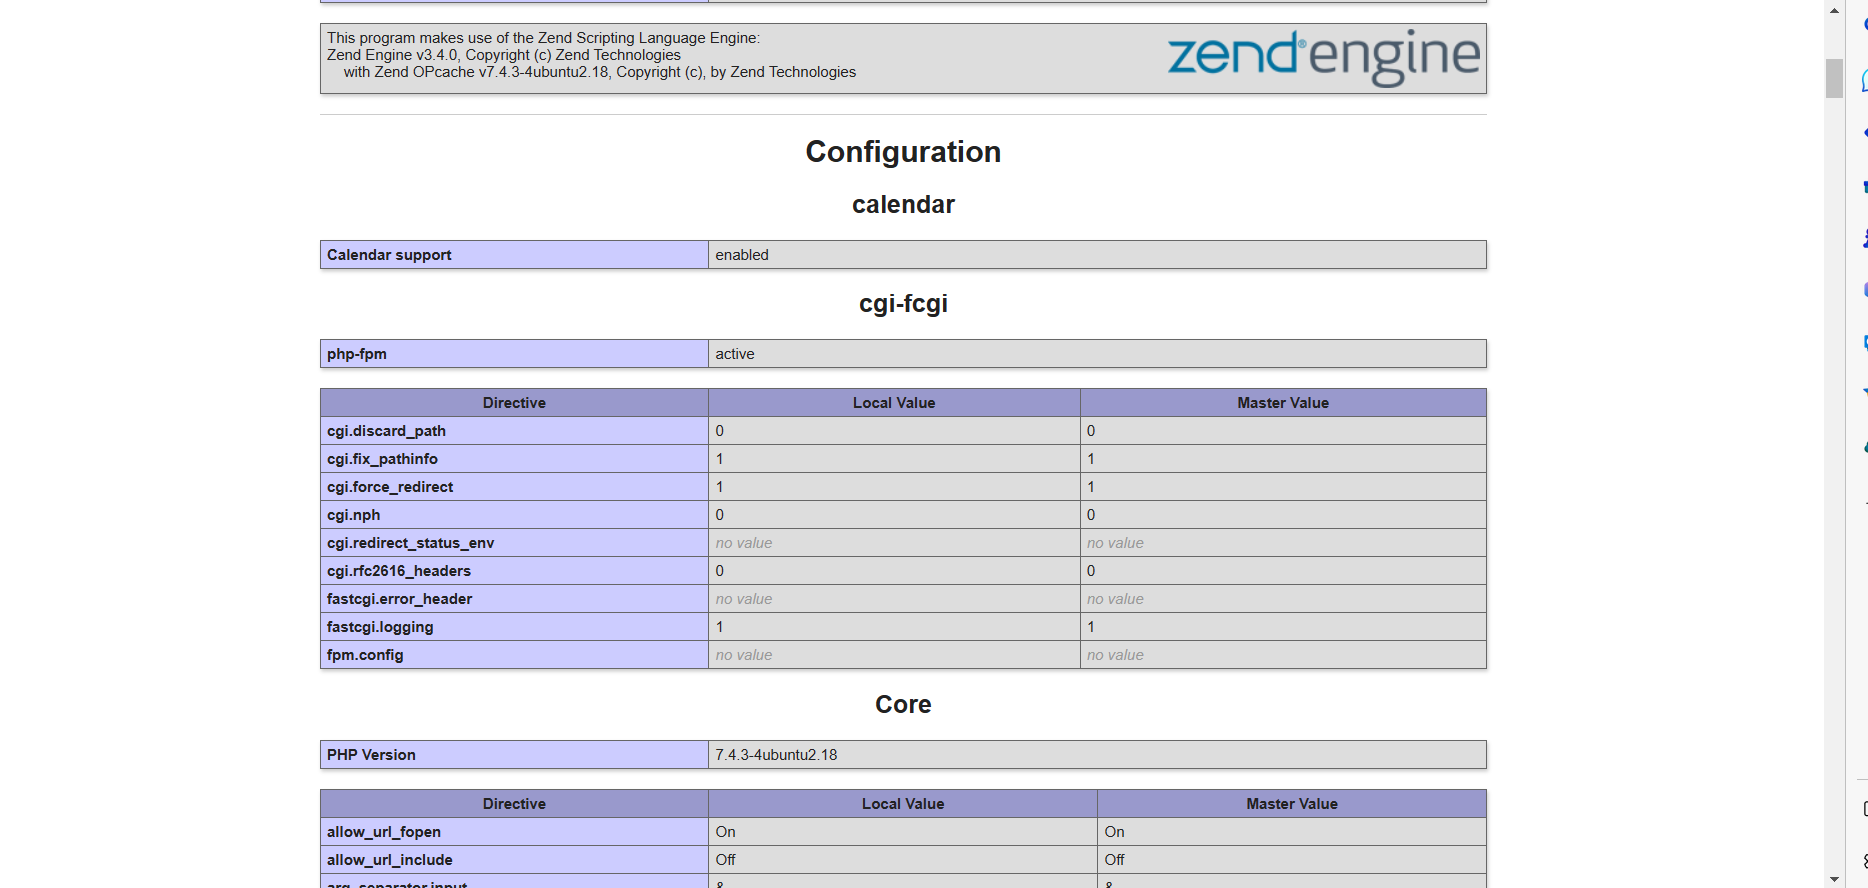 This program makes use of the Zend Scripting Language Engine:
Zend Engine v3.4.0, Copyright (c) Zend Technologies
with Zend OPcache v7.4.3-4ubuntu2.18, Copyright (c), by Zend Technologies
zend® engine
Configuration
calendar
Calendar support enabled
cgi-fcgi
php-fpm active
Directive Local Value Master Value
cgi.discard_path 0 0
cgi.fix_pathinfo 1 1
cgi.force_redirect 1 1
cgi.nph 0 0
cgi.redirect_status_env no value no value
cgi.rfc2616_headers 0 0
fastcgi.error_header no value no value
fastcgi.logging 1 1
fpm.config no value no value
Core
PHP Version 7.4.3-4ubuntu2.18
Directive Local Value Master Value
allow_url_fopen On On
allow_url_include Off Off
arg_separator.input & &